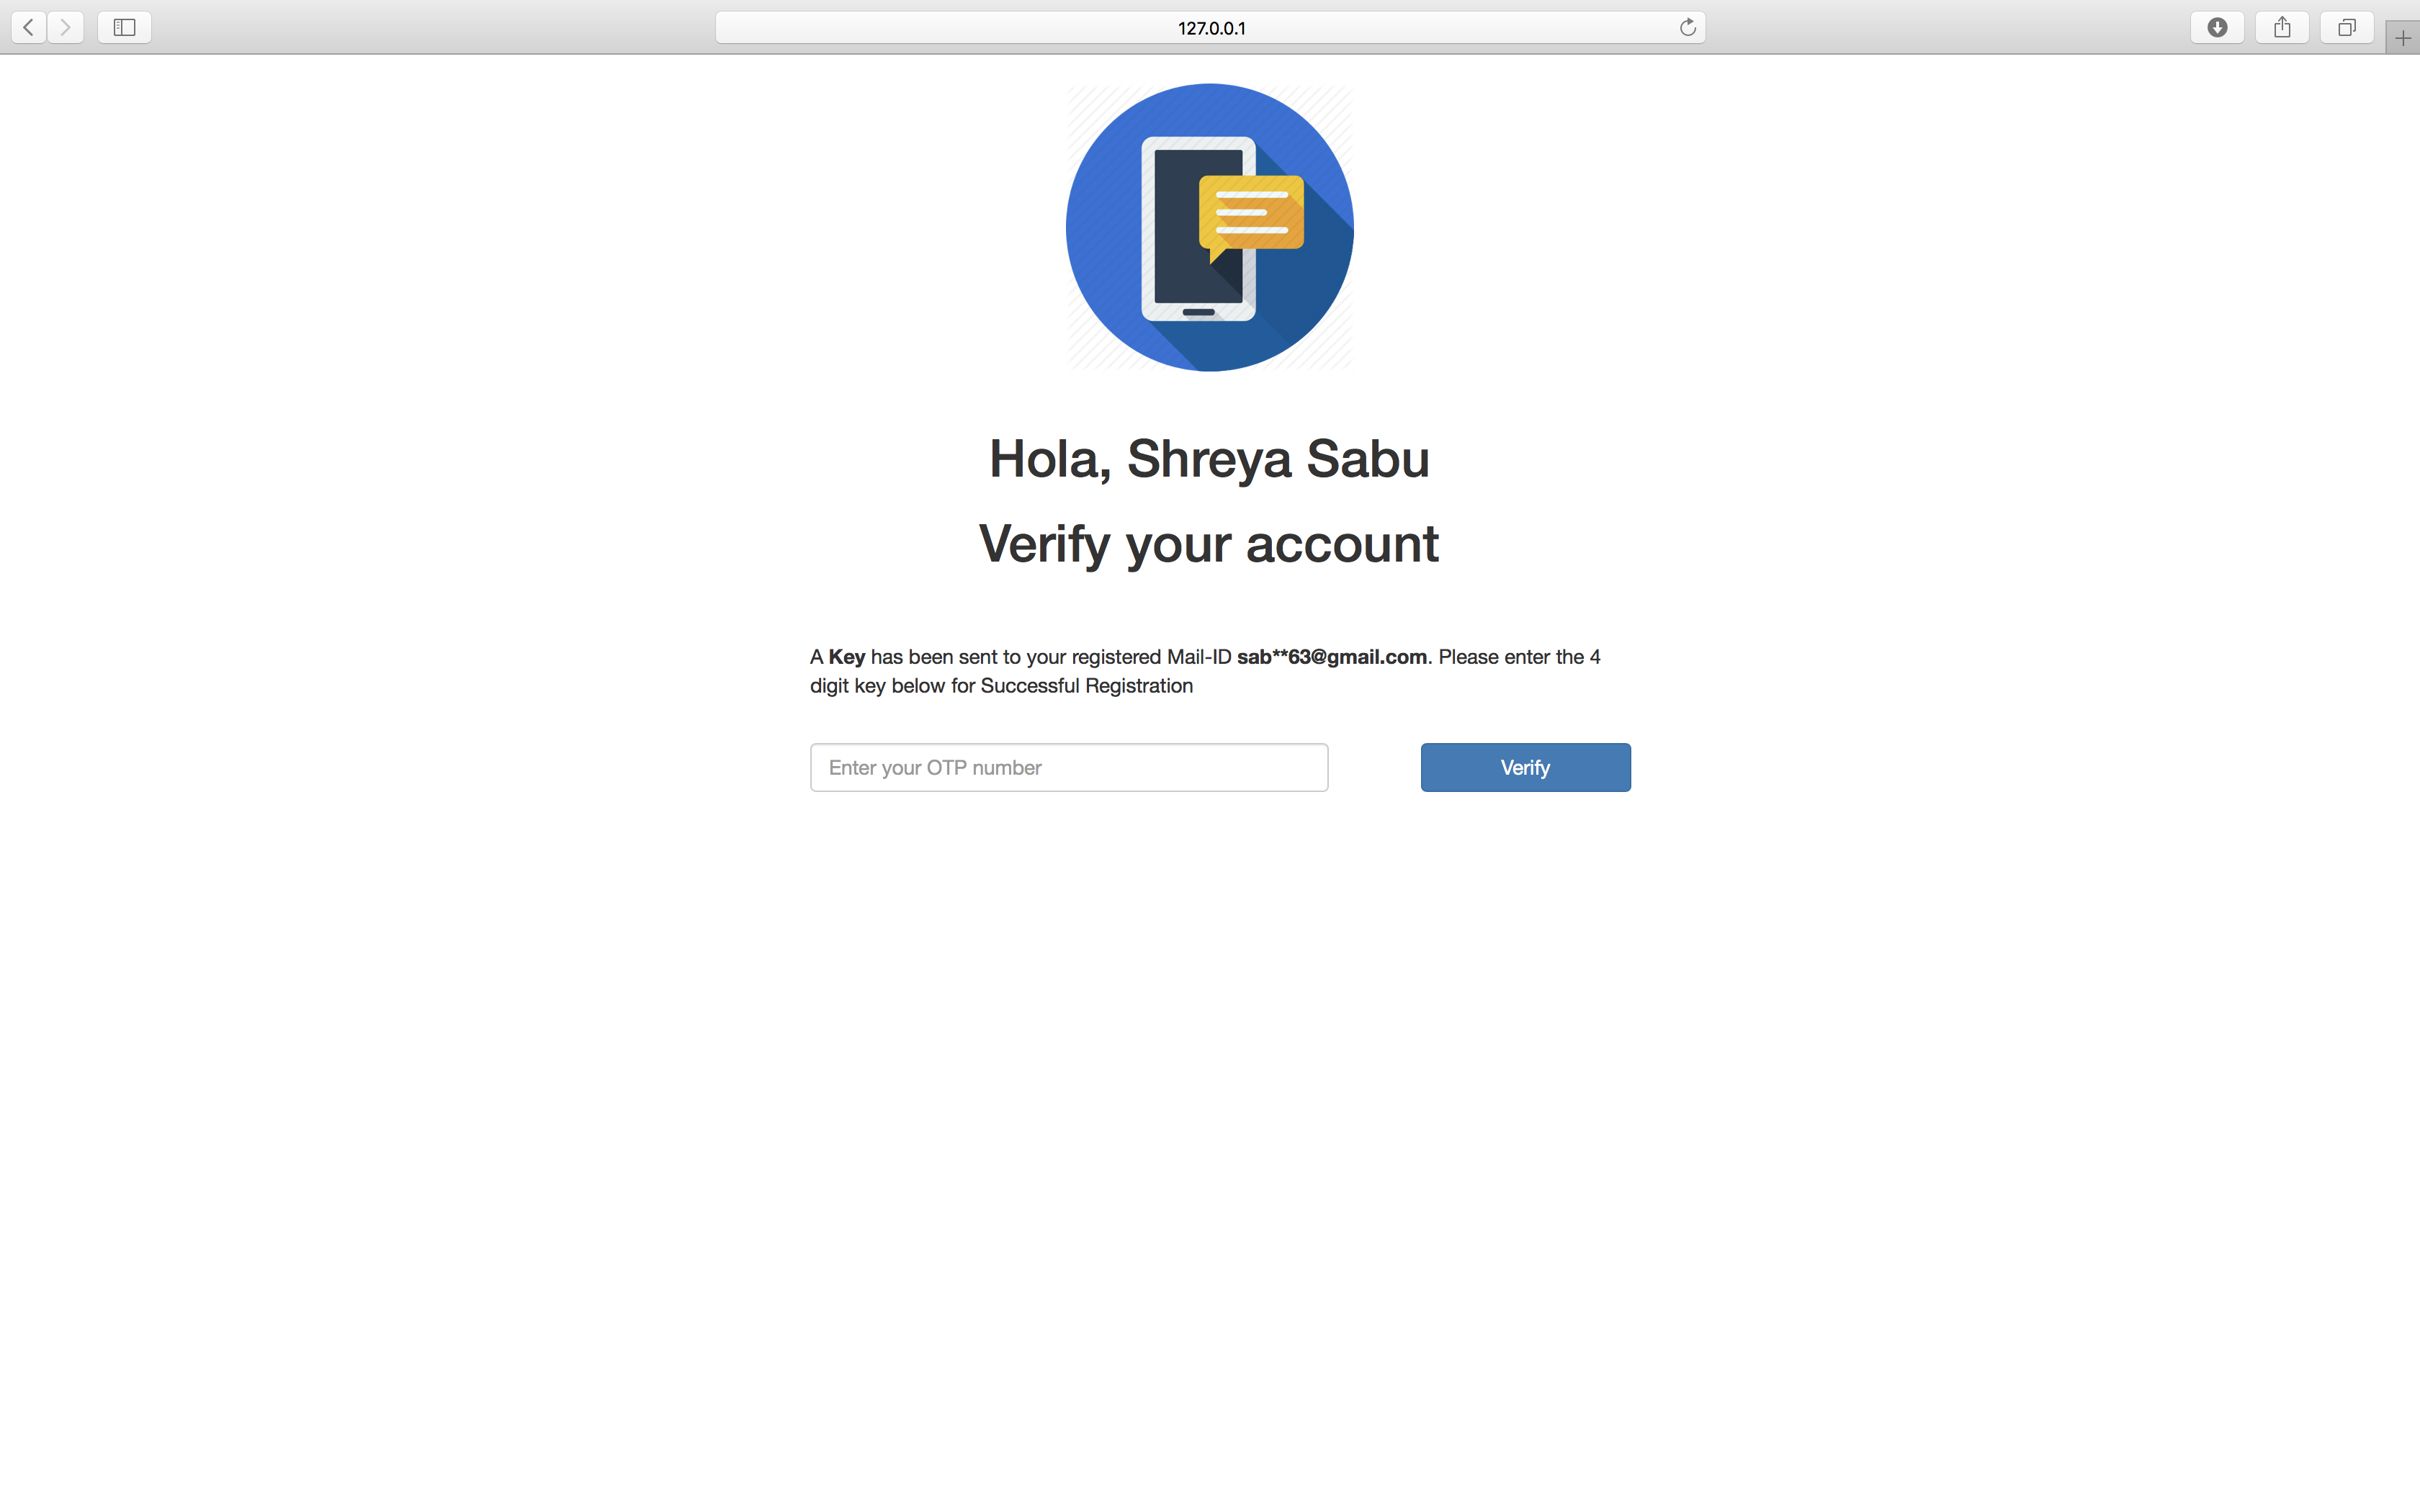 127.0.0.1
Hola, Shreya Sabu
Verify your account
A Key has been sent to your registered Mail-ID sab**63@gmail.com. Please enter the 4
digit key below for Successful Registration
Enter your OTP number
Verify